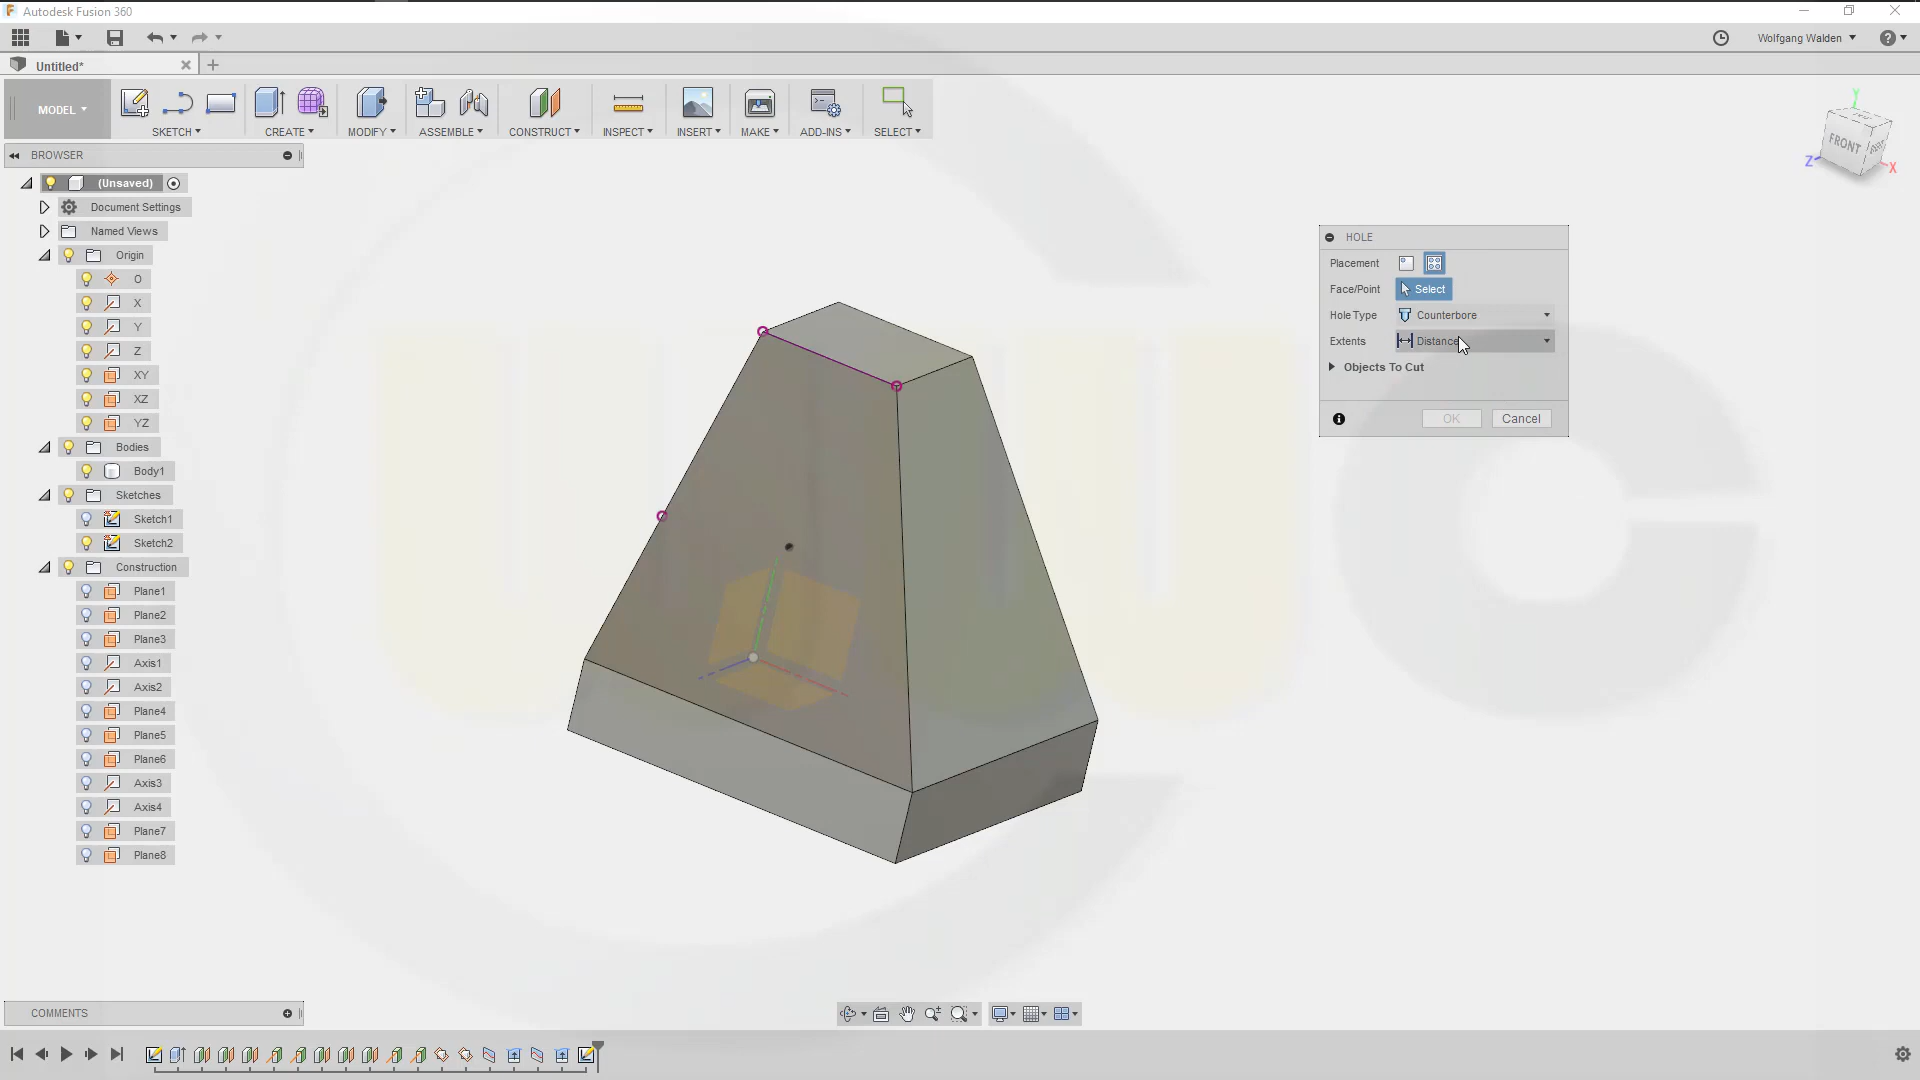 Autodesk Fusion 360
Wolfgang Walden
Untitled*
MODEL
SKETCH
CREATE
MODIFY
ASSEMBLE
CONSTRUCT
INSPECT
INSERT
MAKE
ADD-INS
SELECT
BROWSER
(Unsaved)
Document Settings
Named Views
Origin
O
X
Y
Z
XY
XZ
YZ
Bodies
Body1
Sketches
Sketch1
Sketch2
Construction
Plane1
Plane2
Plane3
Axis1
Axis2
Plane4
Plane5
Plane6
Axis3
Axis4
Plane7
Plane8
Y
FRONT
Z
X
HOLE
Placement
Face/Point Select
Hole Type Counterbore
Extents Distance
Objects To Cut
OK Cancel
COMMENTS